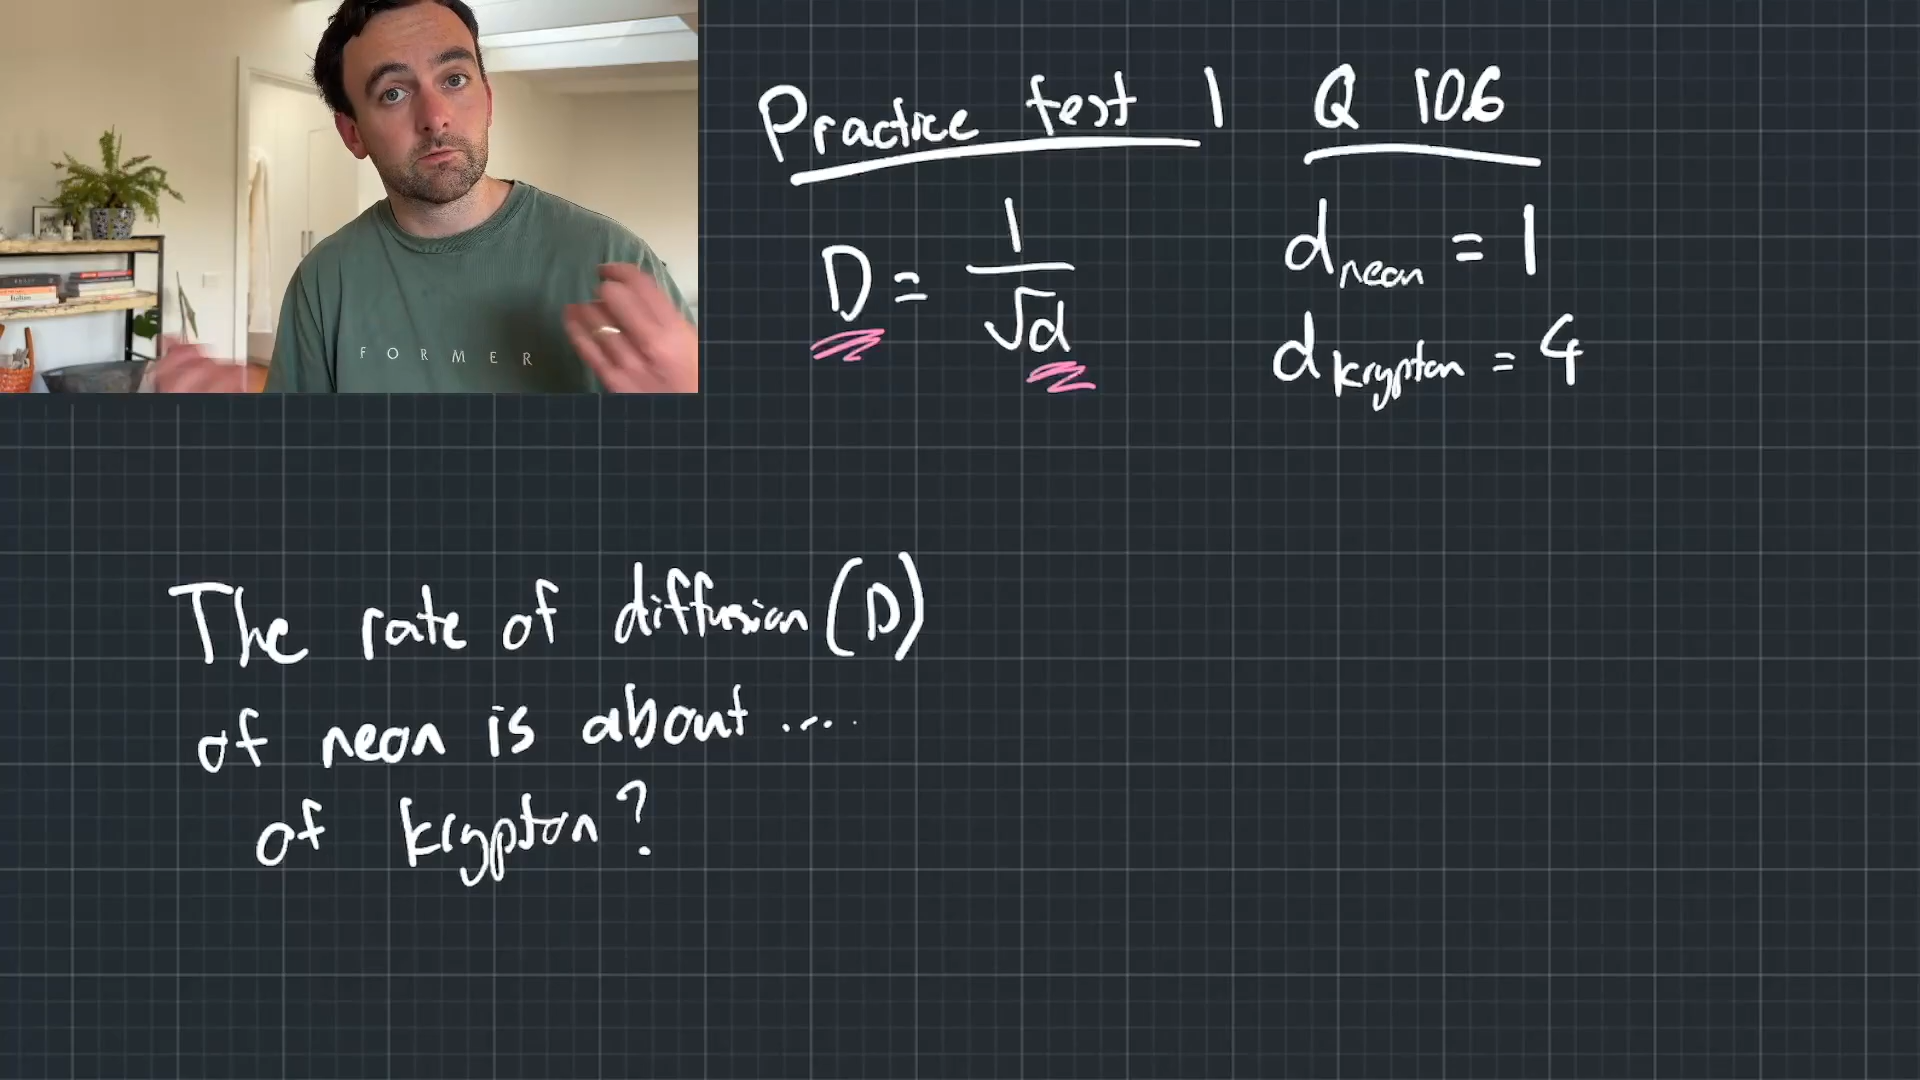 Practice test 1 Q 106
D = 1/√d
d neon = 1
d krypton = 4
FORMER
The rate of diffusion (D)
of neon is about ....
of krypton?